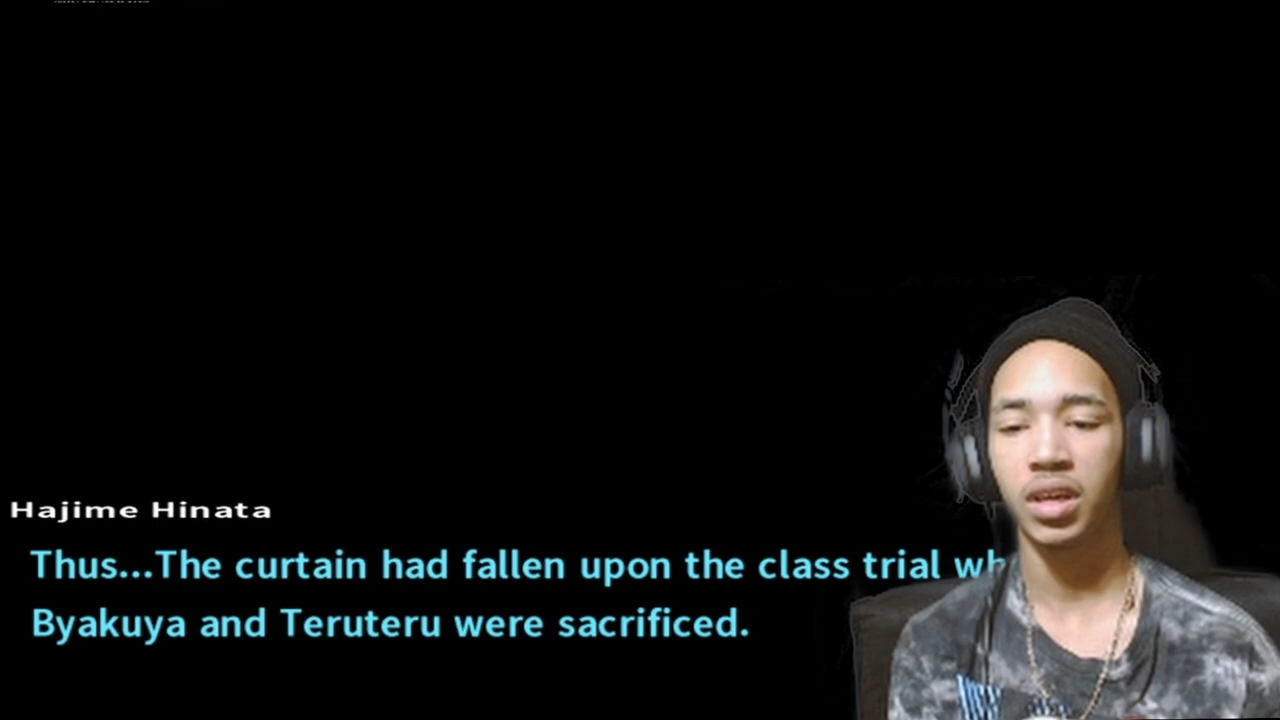 Hajime Hinata
Thus...The curtain had fallen upon the class trial
Byakuya and Teruteru were sacrificed.